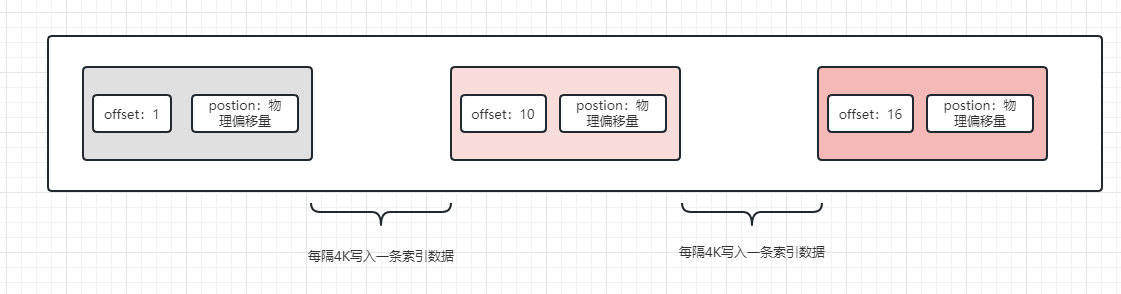 offset：1
postion：物
理偏移量
offset：10
postion：物
理偏移量
offset：16
postion：物
理偏移量
每隔4K写入一条索引数据
每隔4K写入一条索引数据